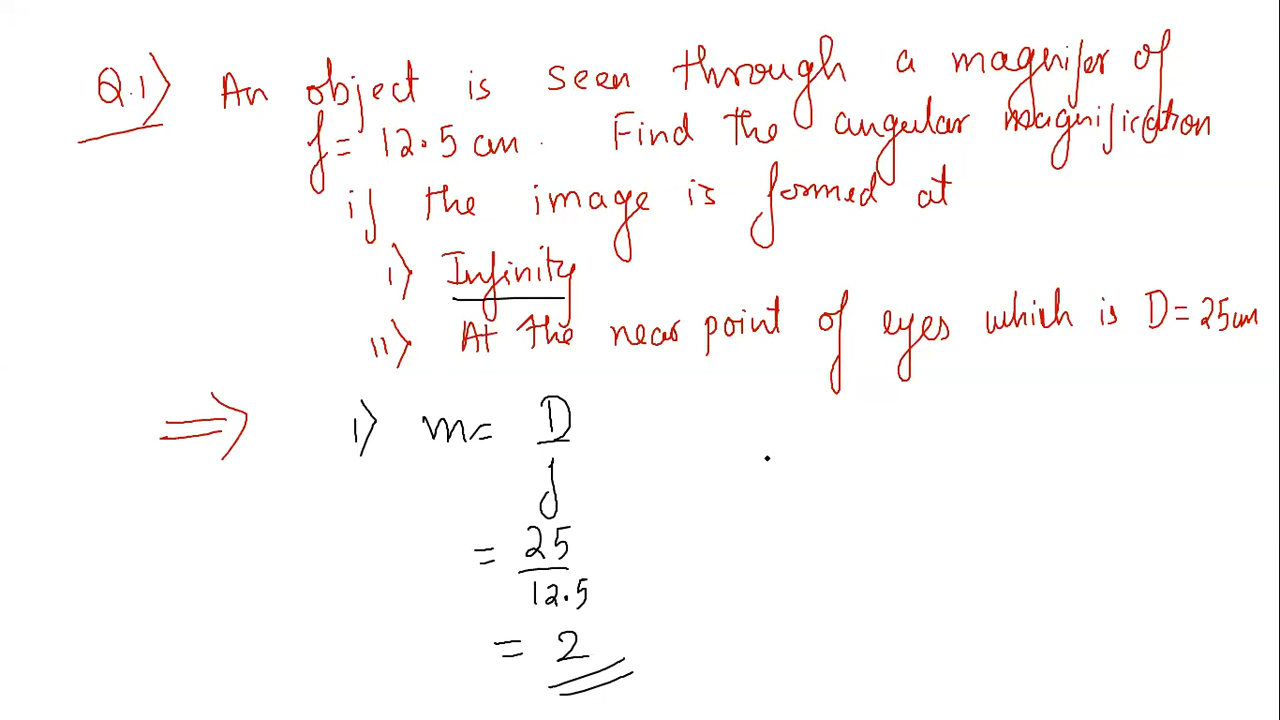 Q.1) An object is seen through a magnifer of
f = 12.5 cm. Find the angular magnification
if the image is formed at
i) Infinity
ii) At the near point of eyes which is D = 25cm
⇒ i) m = D
f
= 25
12.5
= 2